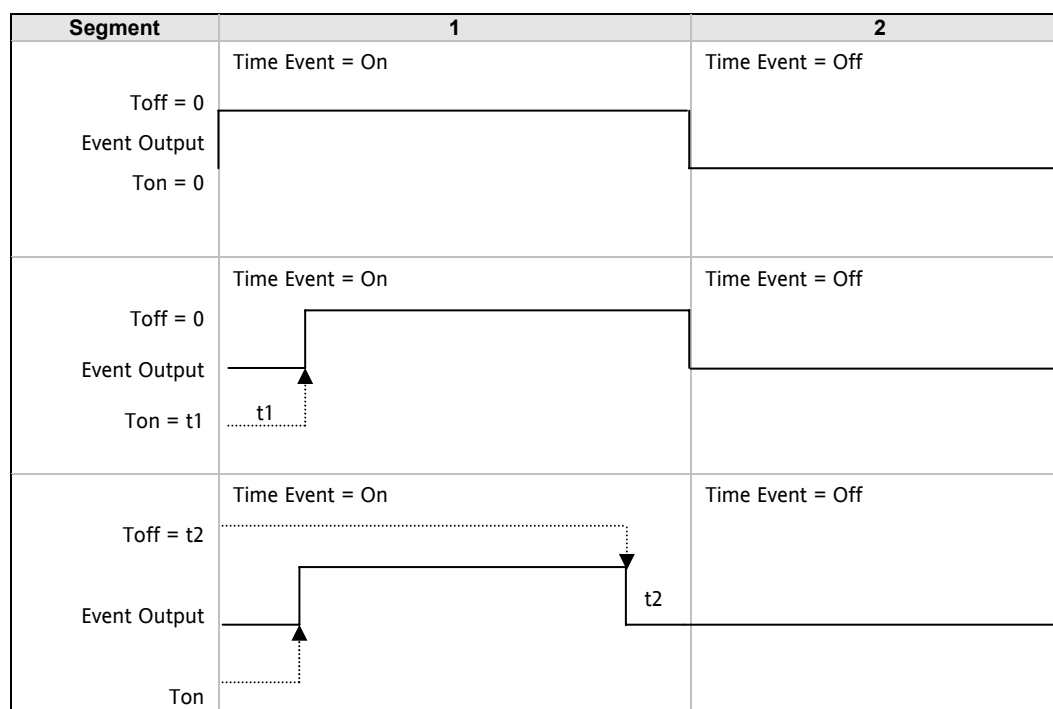 Segment 1 2
Time Event = On Time Event = Off
Toff = 0
Event Output
Ton = 0
Time Event = On Time Event = Off
Toff = 0
Event Output
Ton = t1 t1
Time Event = On Time Event = Off
Toff = t2
t2
Event Output
Ton